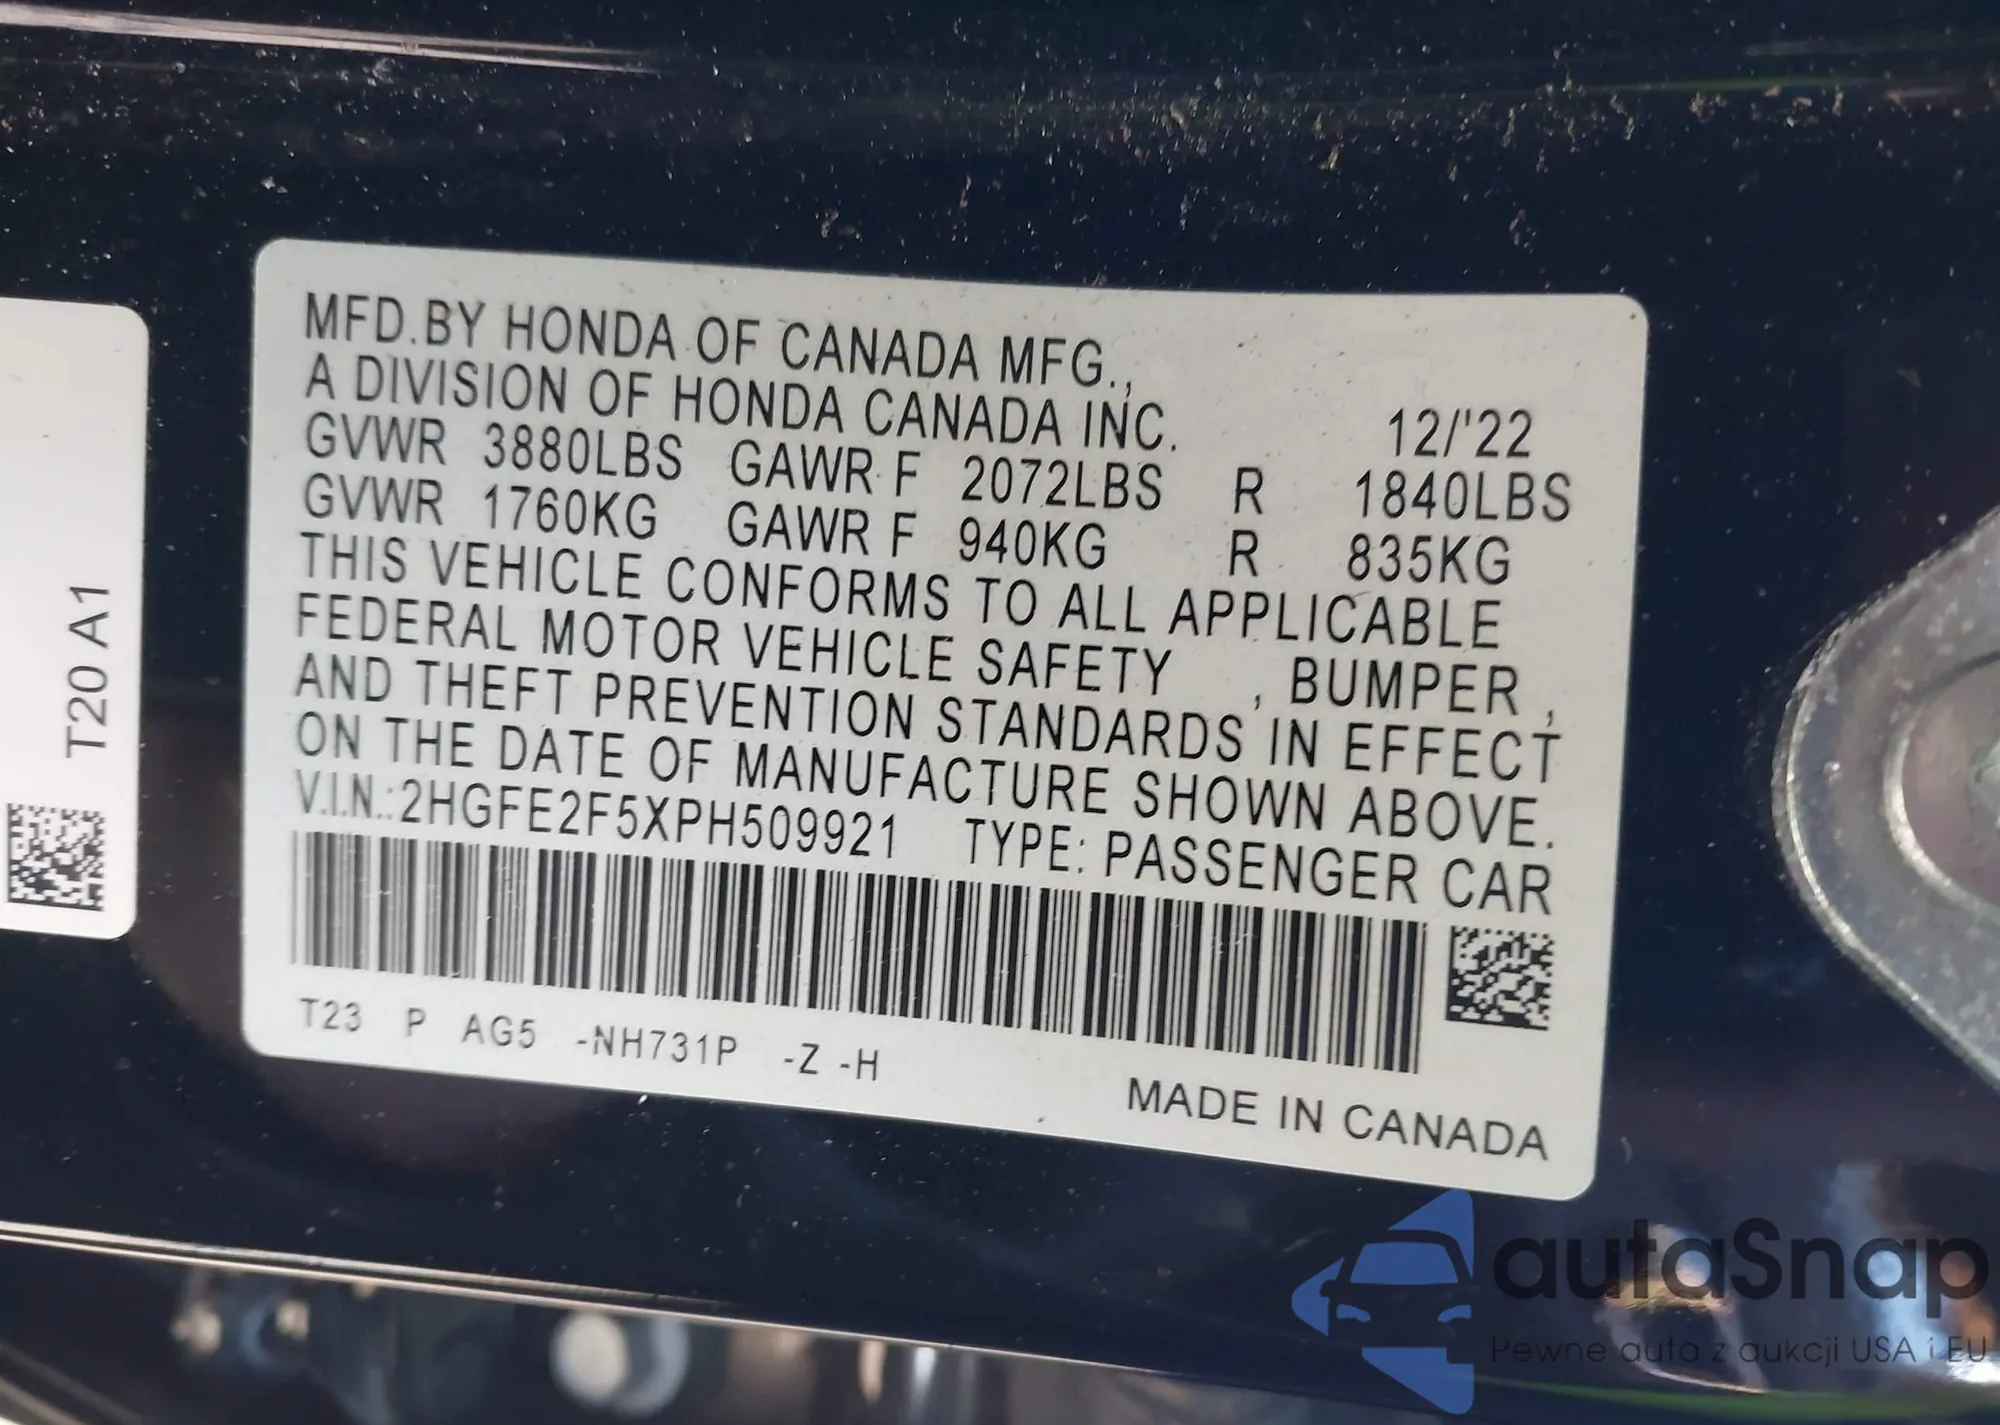 MFD.BY HONDA OF CANADA MFG.,
A DIVISION OF HONDA CANADA INC. 12/'22
GVWR 3880LBS GAWR F 2072LBS R 1840LBS
GVWR 1760KG GAWR F 940KG R 835KG
THIS VEHICLE CONFORMS TO ALL APPLICABLE
FEDERAL MOTOR VEHICLE SAFETY , BUMPER ,
AND THEFT PREVENTION STANDARDS IN EFFECT
ON THE DATE OF MANUFACTURE SHOWN ABOVE.
V.I.N.:2HGFE2F5XPH509921 TYPE: PASSENGER CAR
T23 P AG5 -NH731P -Z -H
MADE IN CANADA
T20 A1
autaSnap
Pewne auta z aukcji USA i EU